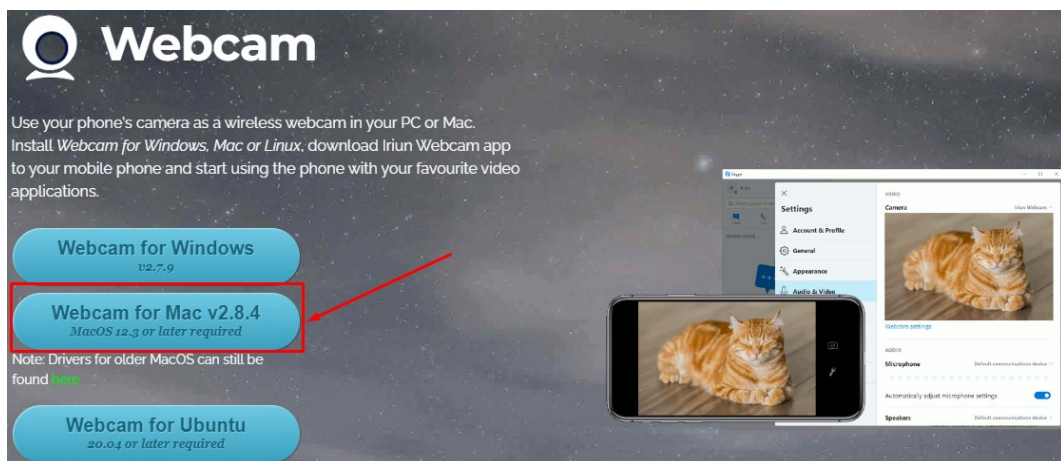 Webcam
Use your phone's camera as a wireless webcam in your PC or Mac.
Install Webcam for Windows, Mac or Linux, download Iriun Webcam app
to your mobile phone and start using the phone with your favourite video
applications.
Webcam for Windows
v2.7.9
Webcam for Mac v2.8.4
MacOS 12.3 or later required
Note: Drivers for older MacOS can still be
found here
Webcam for Ubuntu
20.04 or later required
Skype
Settings
Account & Profile
General
Appearance
Audio & Video
VIDEO
Camera
Iriun Webcam
Webcam settings
AUDIO
Microphone
Default communications device
Automatically adjust microphone settings
Speakers
Default communications device